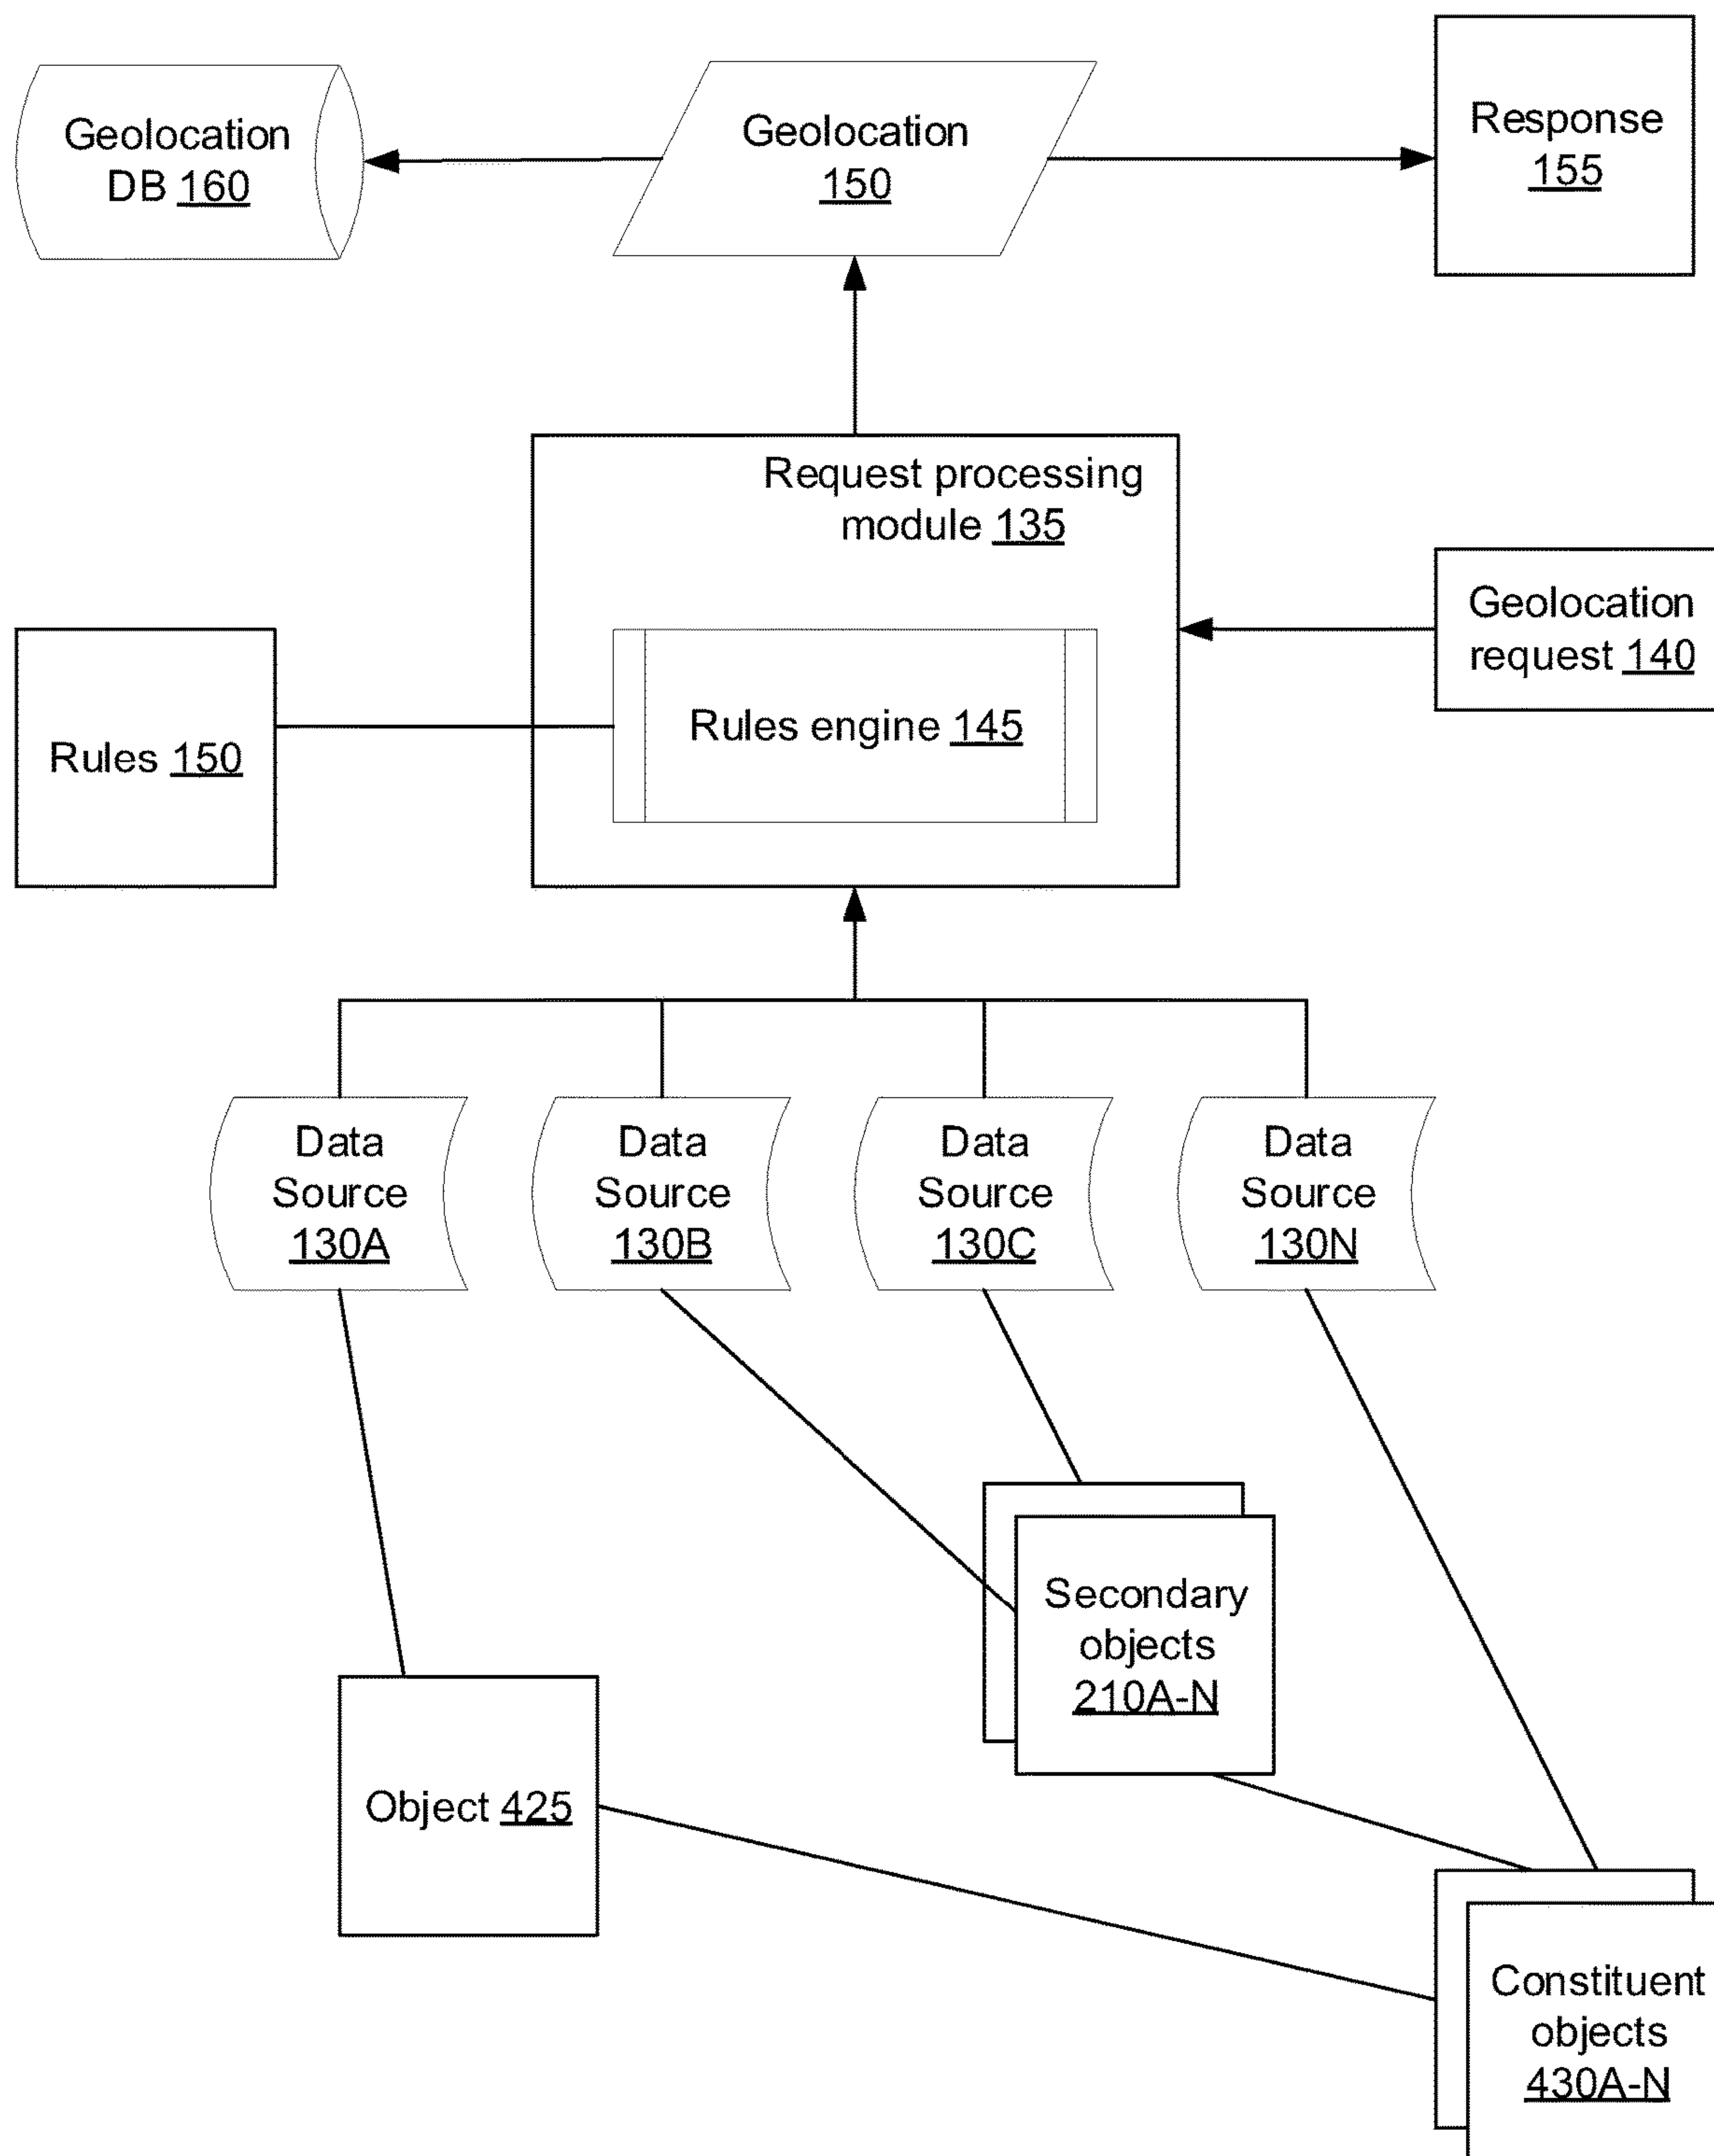 Geolocation
DB 160
Geolocation
150
Response
155
Request processing
module 135
Geolocation
request 140
Rules engine 145
Rules 150
Data
Source
130A
Data
Source
130B
Data
Source
130C
Data
Source
130N
Secondary
objects
210A-N
Object 425
Constituent
objects
430A-N